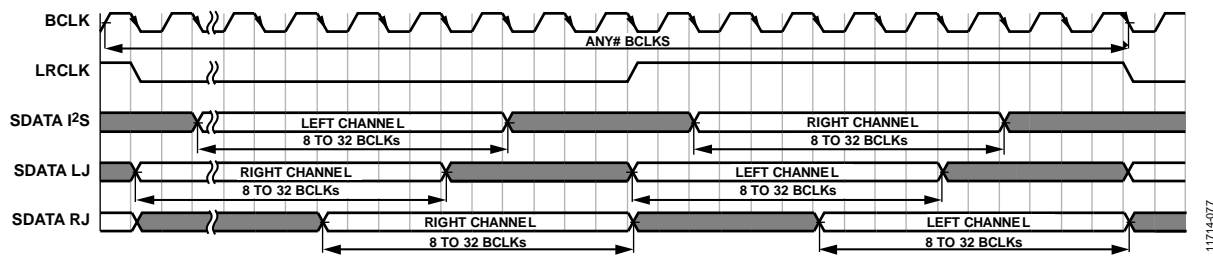 BCLK
ANY# BCLKS
LRCLK
SDATA I²S
LEFT CHANNEL
RIGHT CHANNEL
8 TO 32 BCLKs
8 TO 32 BCLKs
SDATA LJ
RIGHT CHANNEL
LEFT CHANNEL
8 TO 32 BCLKs
8 TO 32 BCLKs
SDATA RJ
RIGHT CHANNEL
LEFT CHANNEL
8 TO 32 BCLKs
8 TO 32 BCLKs
11714-077